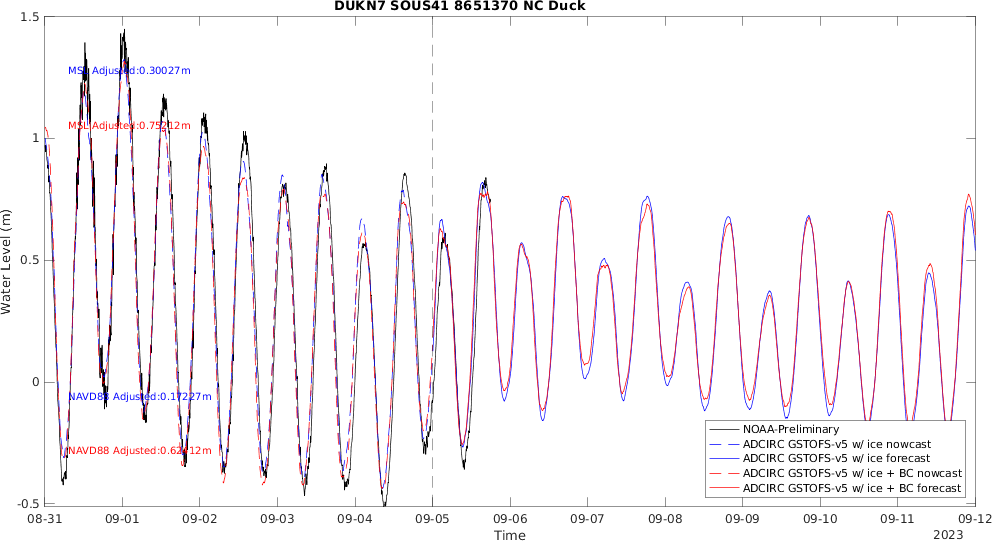 DUKN7 SOUS41 8651370 NC Duck
1.5
1
0.5
0
-0.5
Water Level (m)
MSL Adjusted:0.30027m
MSL Adjusted:0.75212m
NAVD88 Adjusted:0.17227m
NAVD88 Adjusted:0.62412m
NOAA-Preliminary
ADCIRC GSTOFS-v5 w/ ice nowcast
ADCIRC GSTOFS-v5 w/ ice forecast
ADCIRC GSTOFS-v5 w/ ice + BC nowcast
ADCIRC GSTOFS-v5 w/ ice + BC forecast
08-31 09-01 09-02 09-03 09-04 09-05 09-06 09-07 09-08 09-09 09-10 09-11 09-12
Time
2023